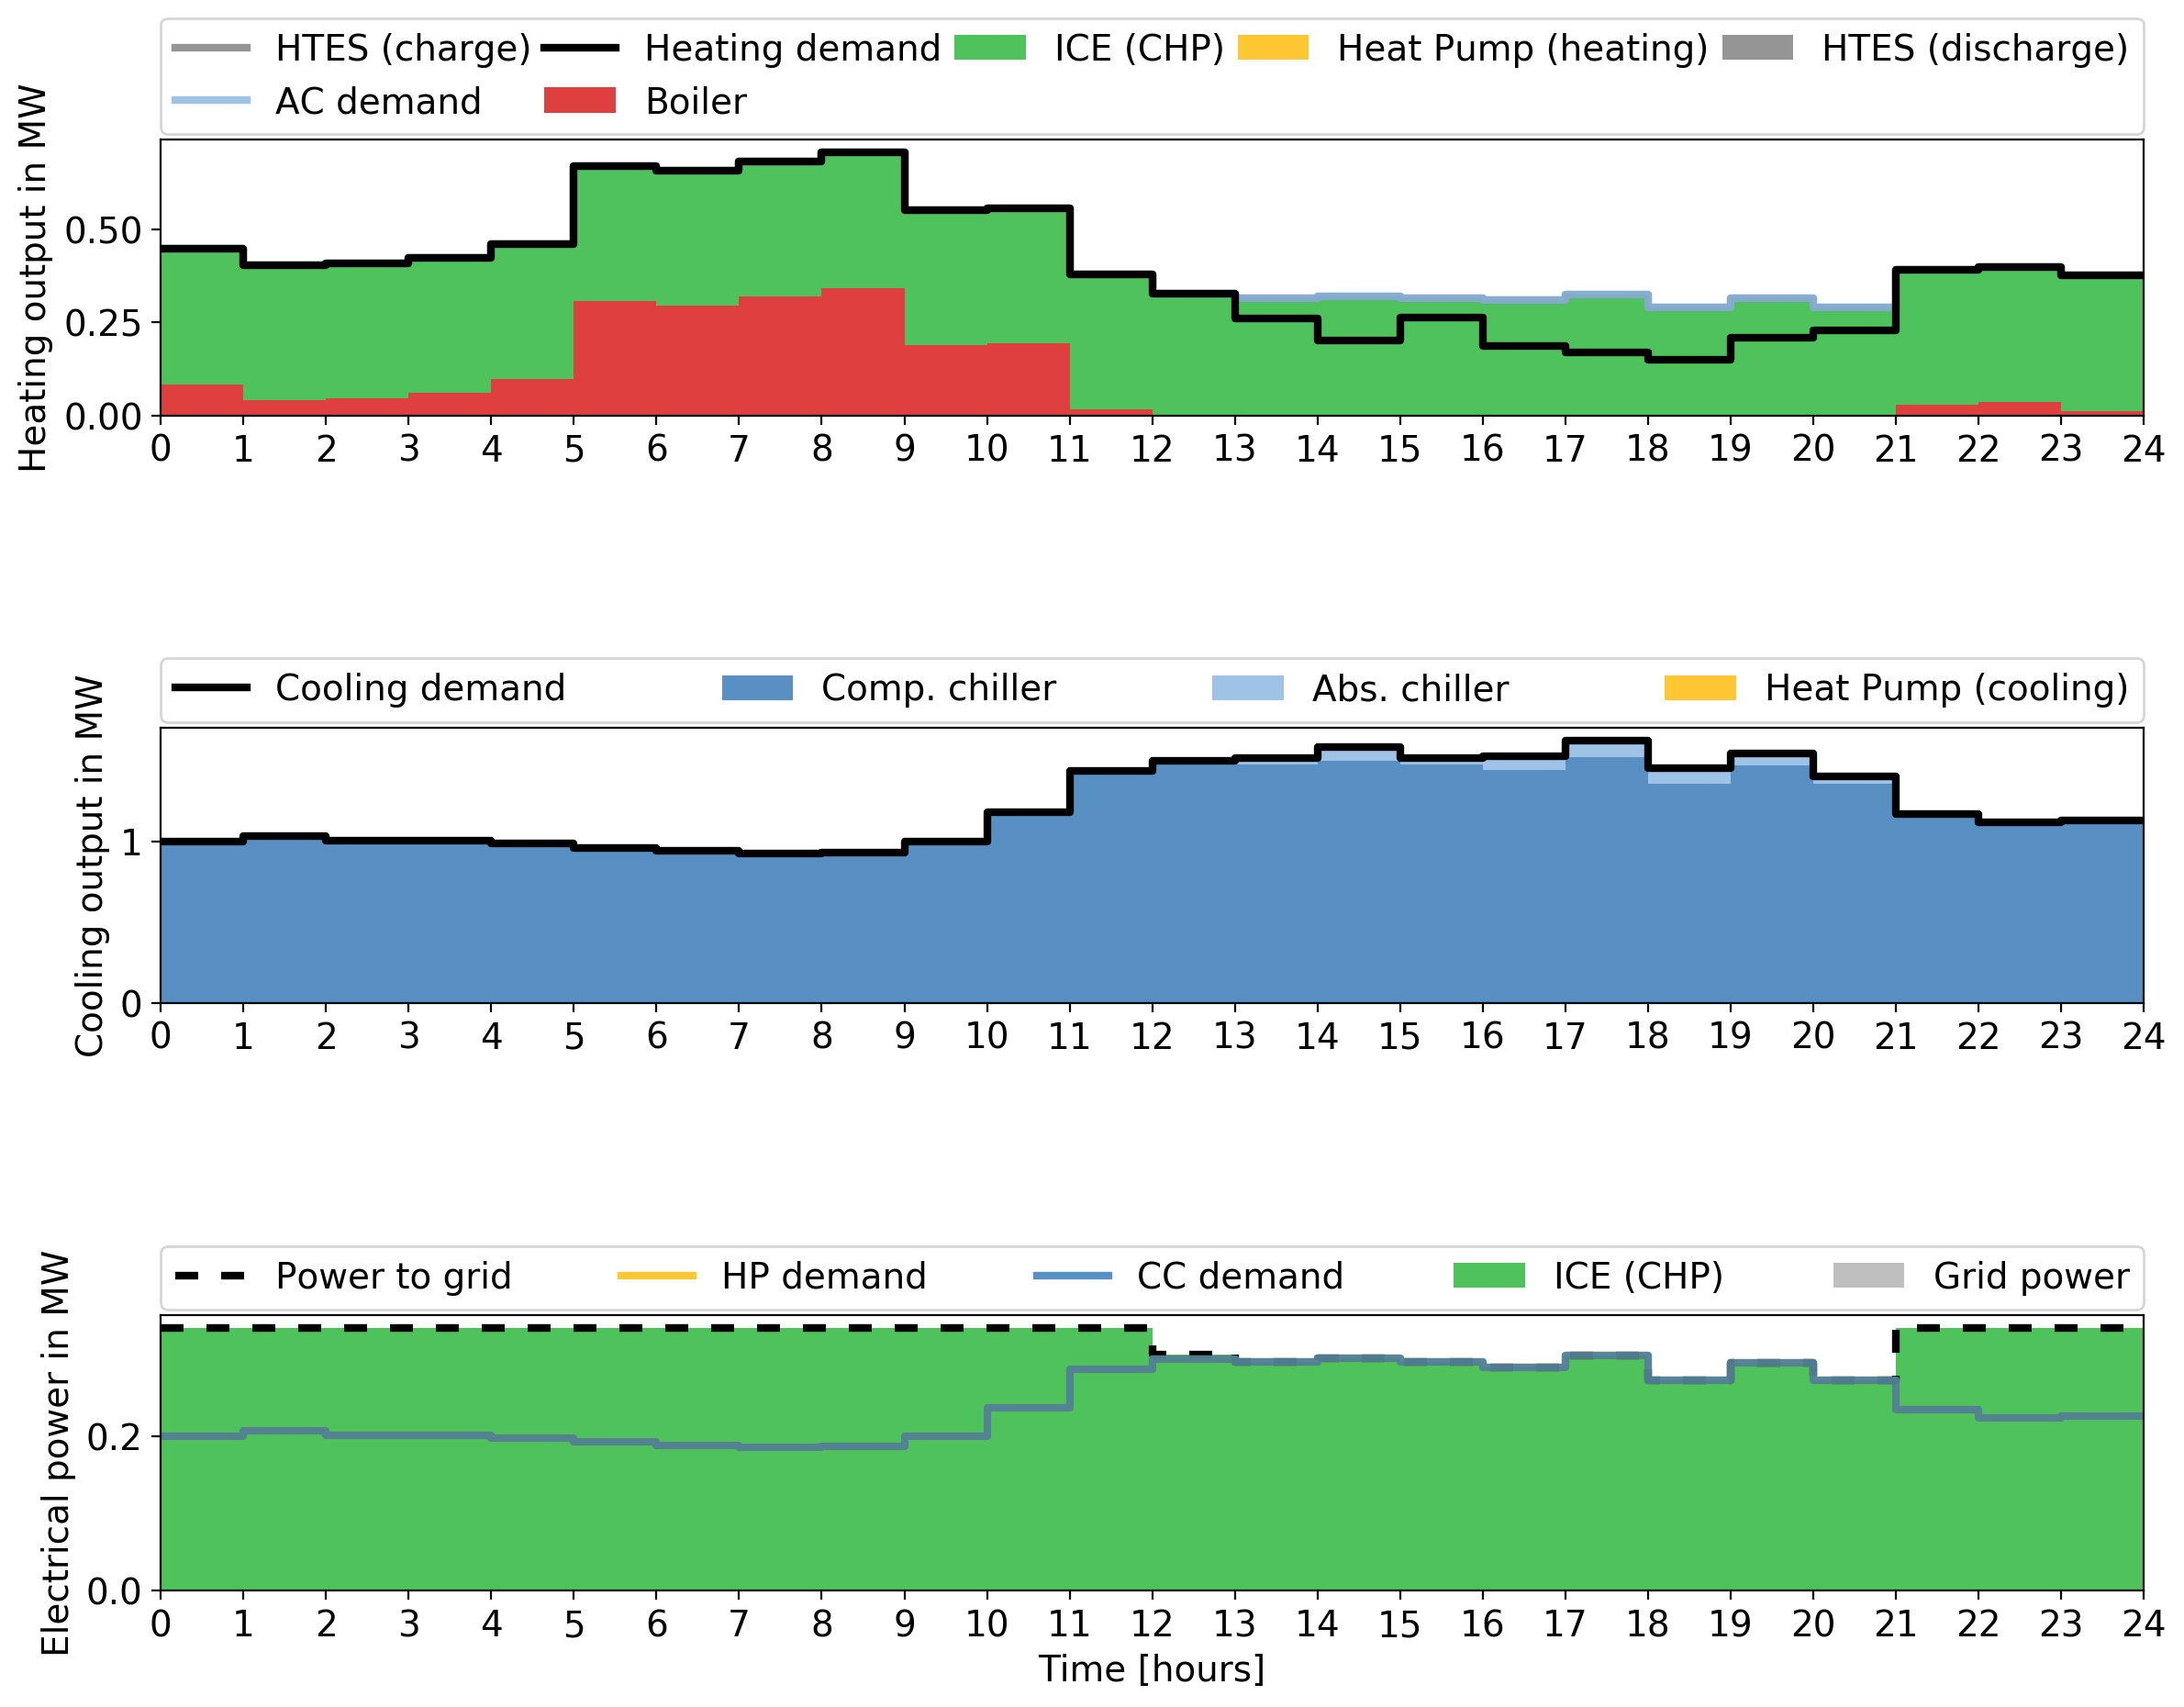 HTES (charge) Heating demand ICE (CHP) Heat Pump (heating) HTES (discharge)
AC demand Boiler
Heating output in MW
0.50
0.25
0.00
0 1 2 3 4 5 6 7 8 9 10 11 12 13 14 15 16 17 18 19 20 21 22 23 24
Cooling demand Comp. chiller Abs. chiller Heat Pump (cooling)
Cooling output in MW
1
0
0 1 2 3 4 5 6 7 8 9 10 11 12 13 14 15 16 17 18 19 20 21 22 23 24
Power to grid HP demand CC demand ICE (CHP) Grid power
Electrical power in MW
0.2
0.0
0 1 2 3 4 5 6 7 8 9 10 11 12 13 14 15 16 17 18 19 20 21 22 23 24
Time [hours]